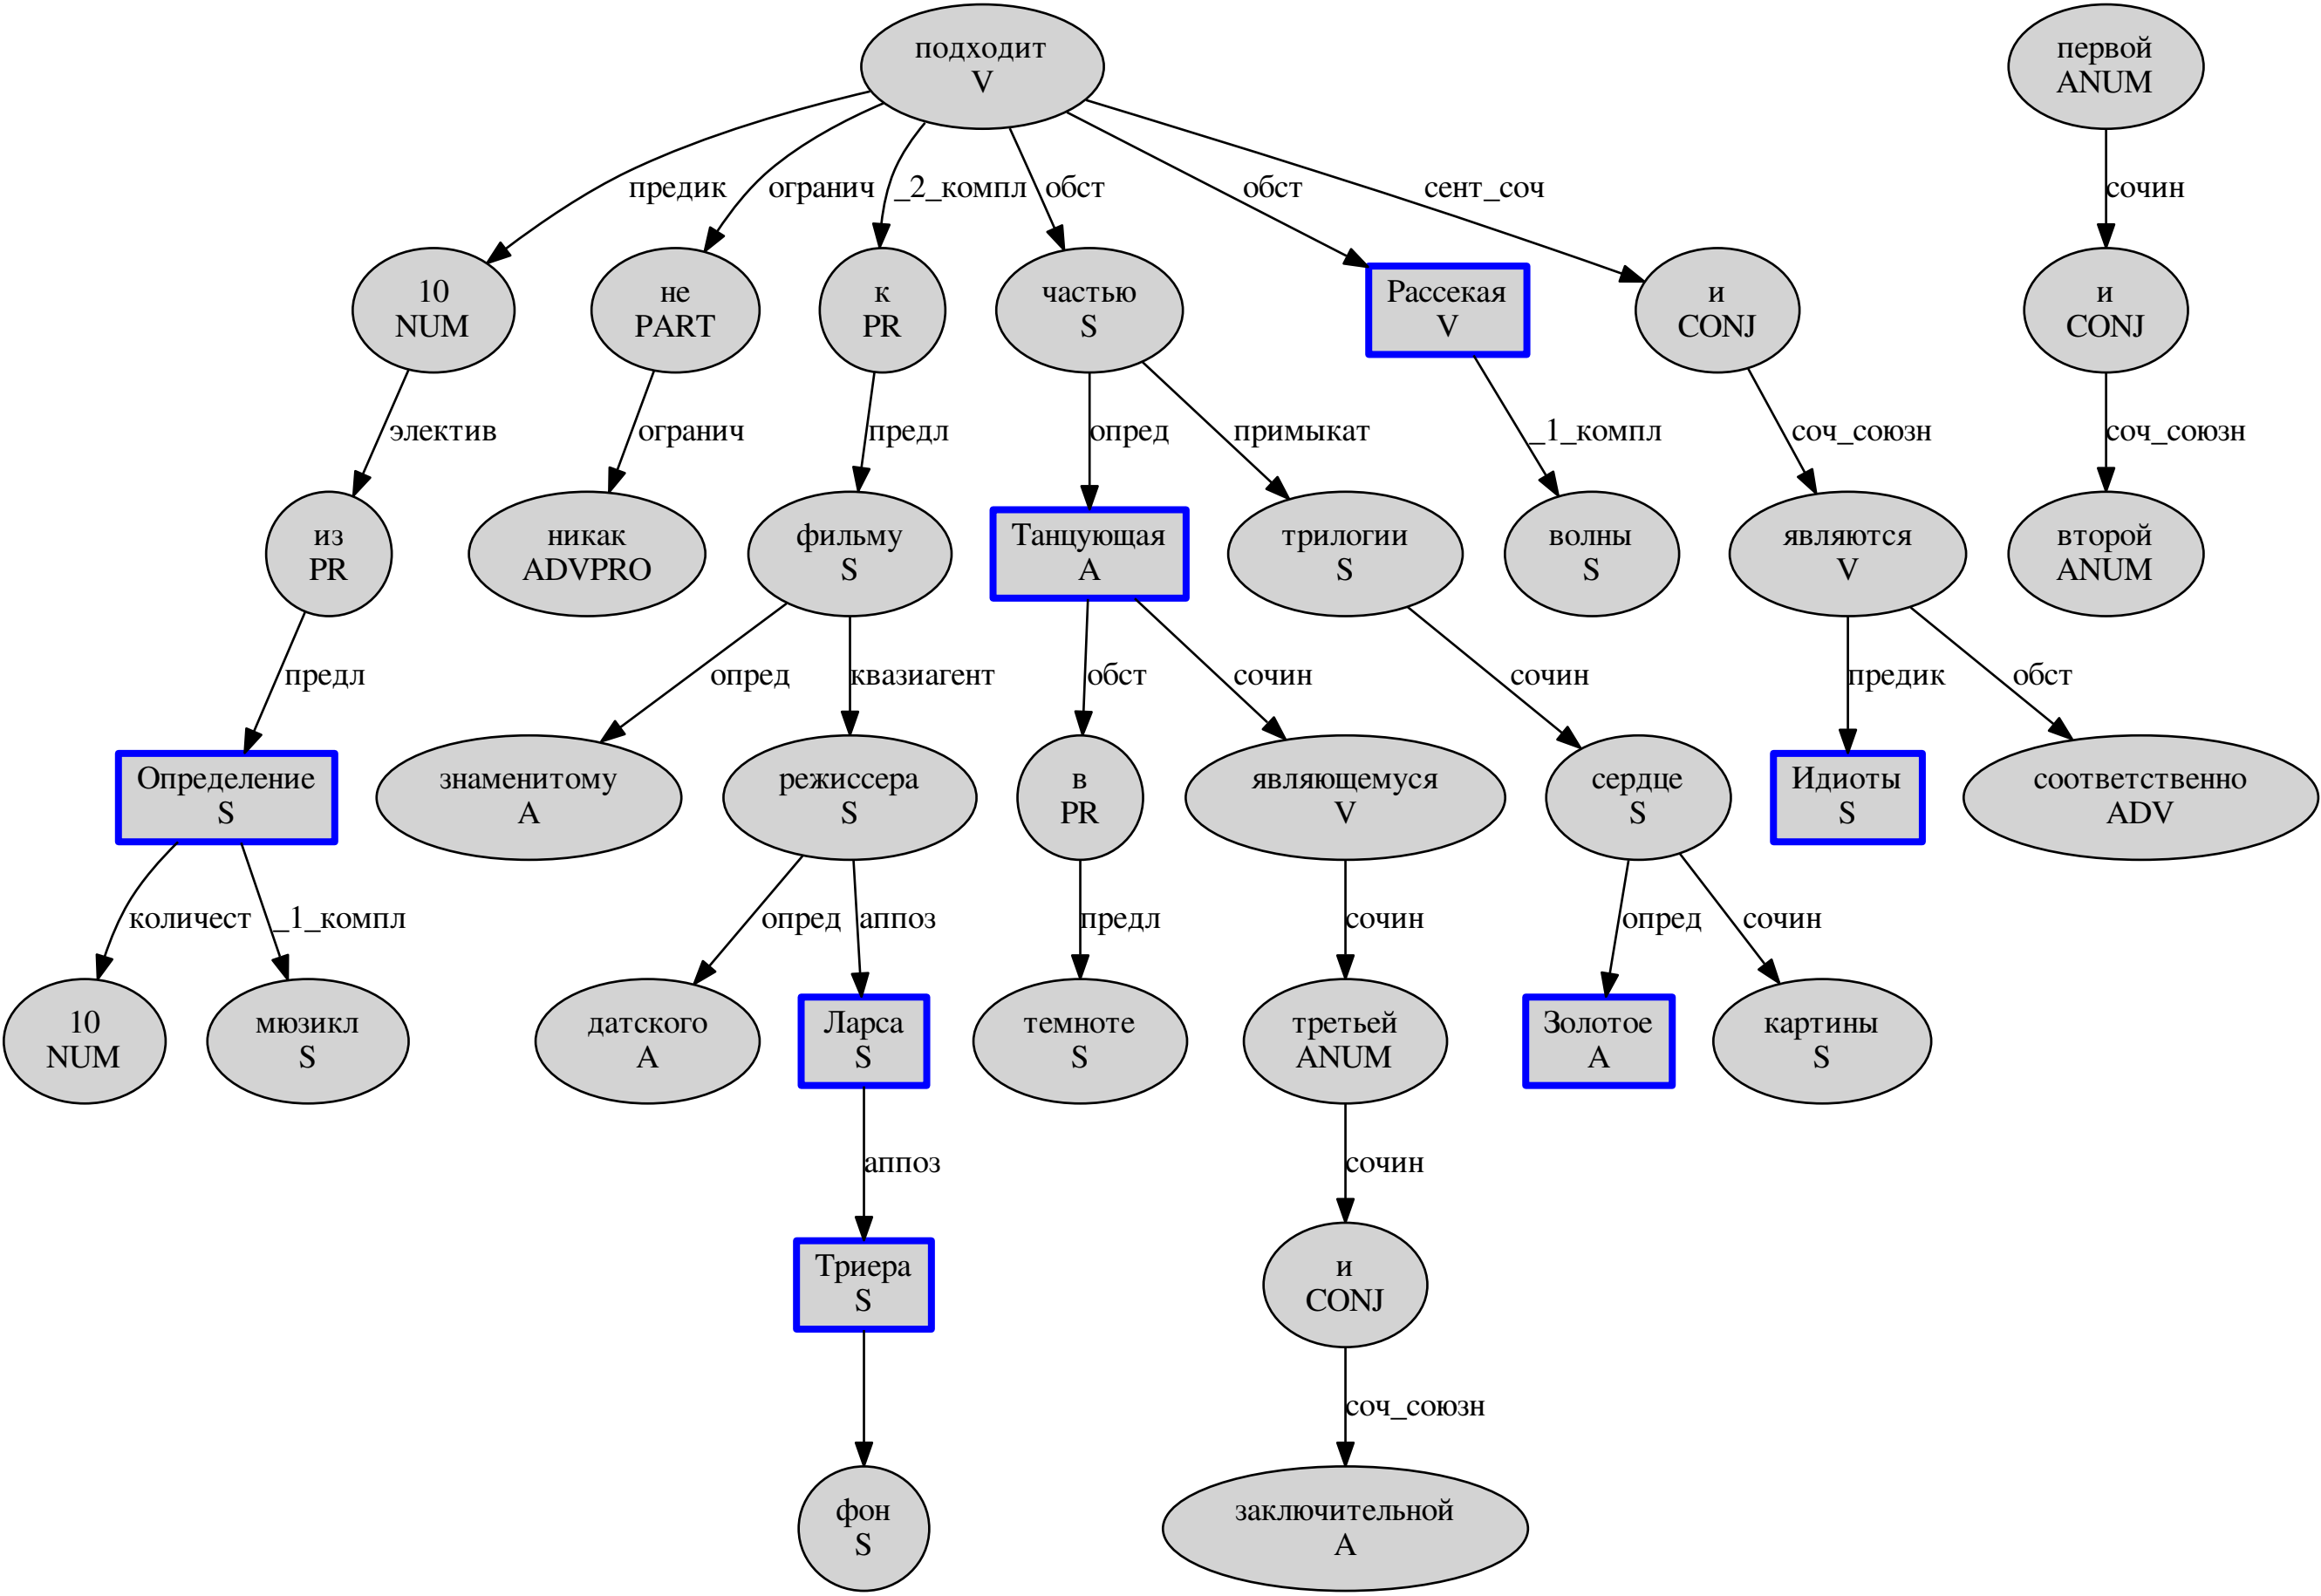 подходит
V
первой
ANUM
предик
огранич
_2_компл
обст
обст
сент_соч
сочин
10
NUM
не
PART
к
PR
частью
S
Рассекая
V
и
CONJ
и
CONJ
электив
огранич
предл
опред
примыкат
_1_компл
соч_союзн
соч_союзн
из
PR
никак
ADVPRO
фильму
S
Танцующая
A
трилогии
S
волны
S
являются
V
второй
ANUM
предл
опред
квазиагент
обст
сочин
сочин
предик
обст
Определение
S
знаменитому
A
режиссера
S
в
PR
являющемуся
V
сердце
S
Идиоты
S
соответственно
ADV
количест
_1_компл
опред
аппоз
предл
сочин
опред
сочин
10
NUM
мюзикл
S
датского
A
Ларса
S
темноте
S
третьей
ANUM
Золотое
A
картины
S
аппоз
сочин
Триера
S
и
CONJ
соч_союзн
фон
S
заключительной
A